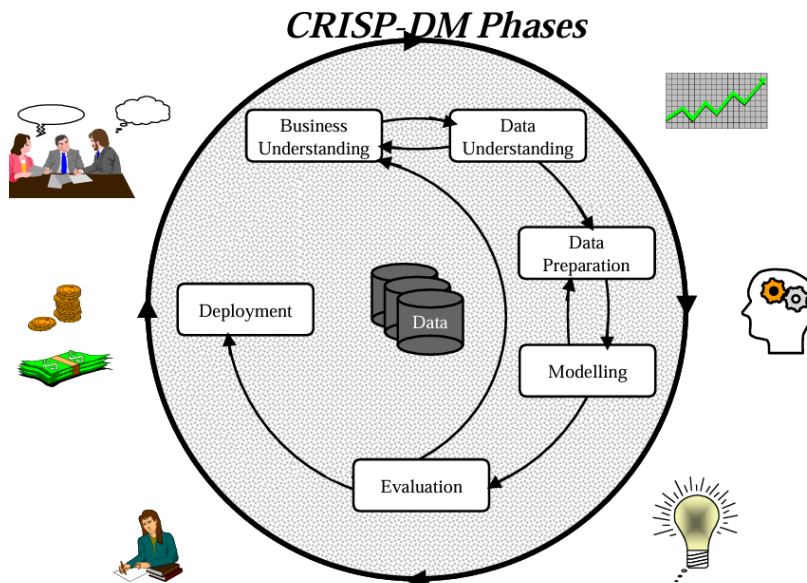 CRISP-DM Phases
Business
Understanding
Data
Understanding
Data
Preparation
Deployment
Data
Modelling
Evaluation